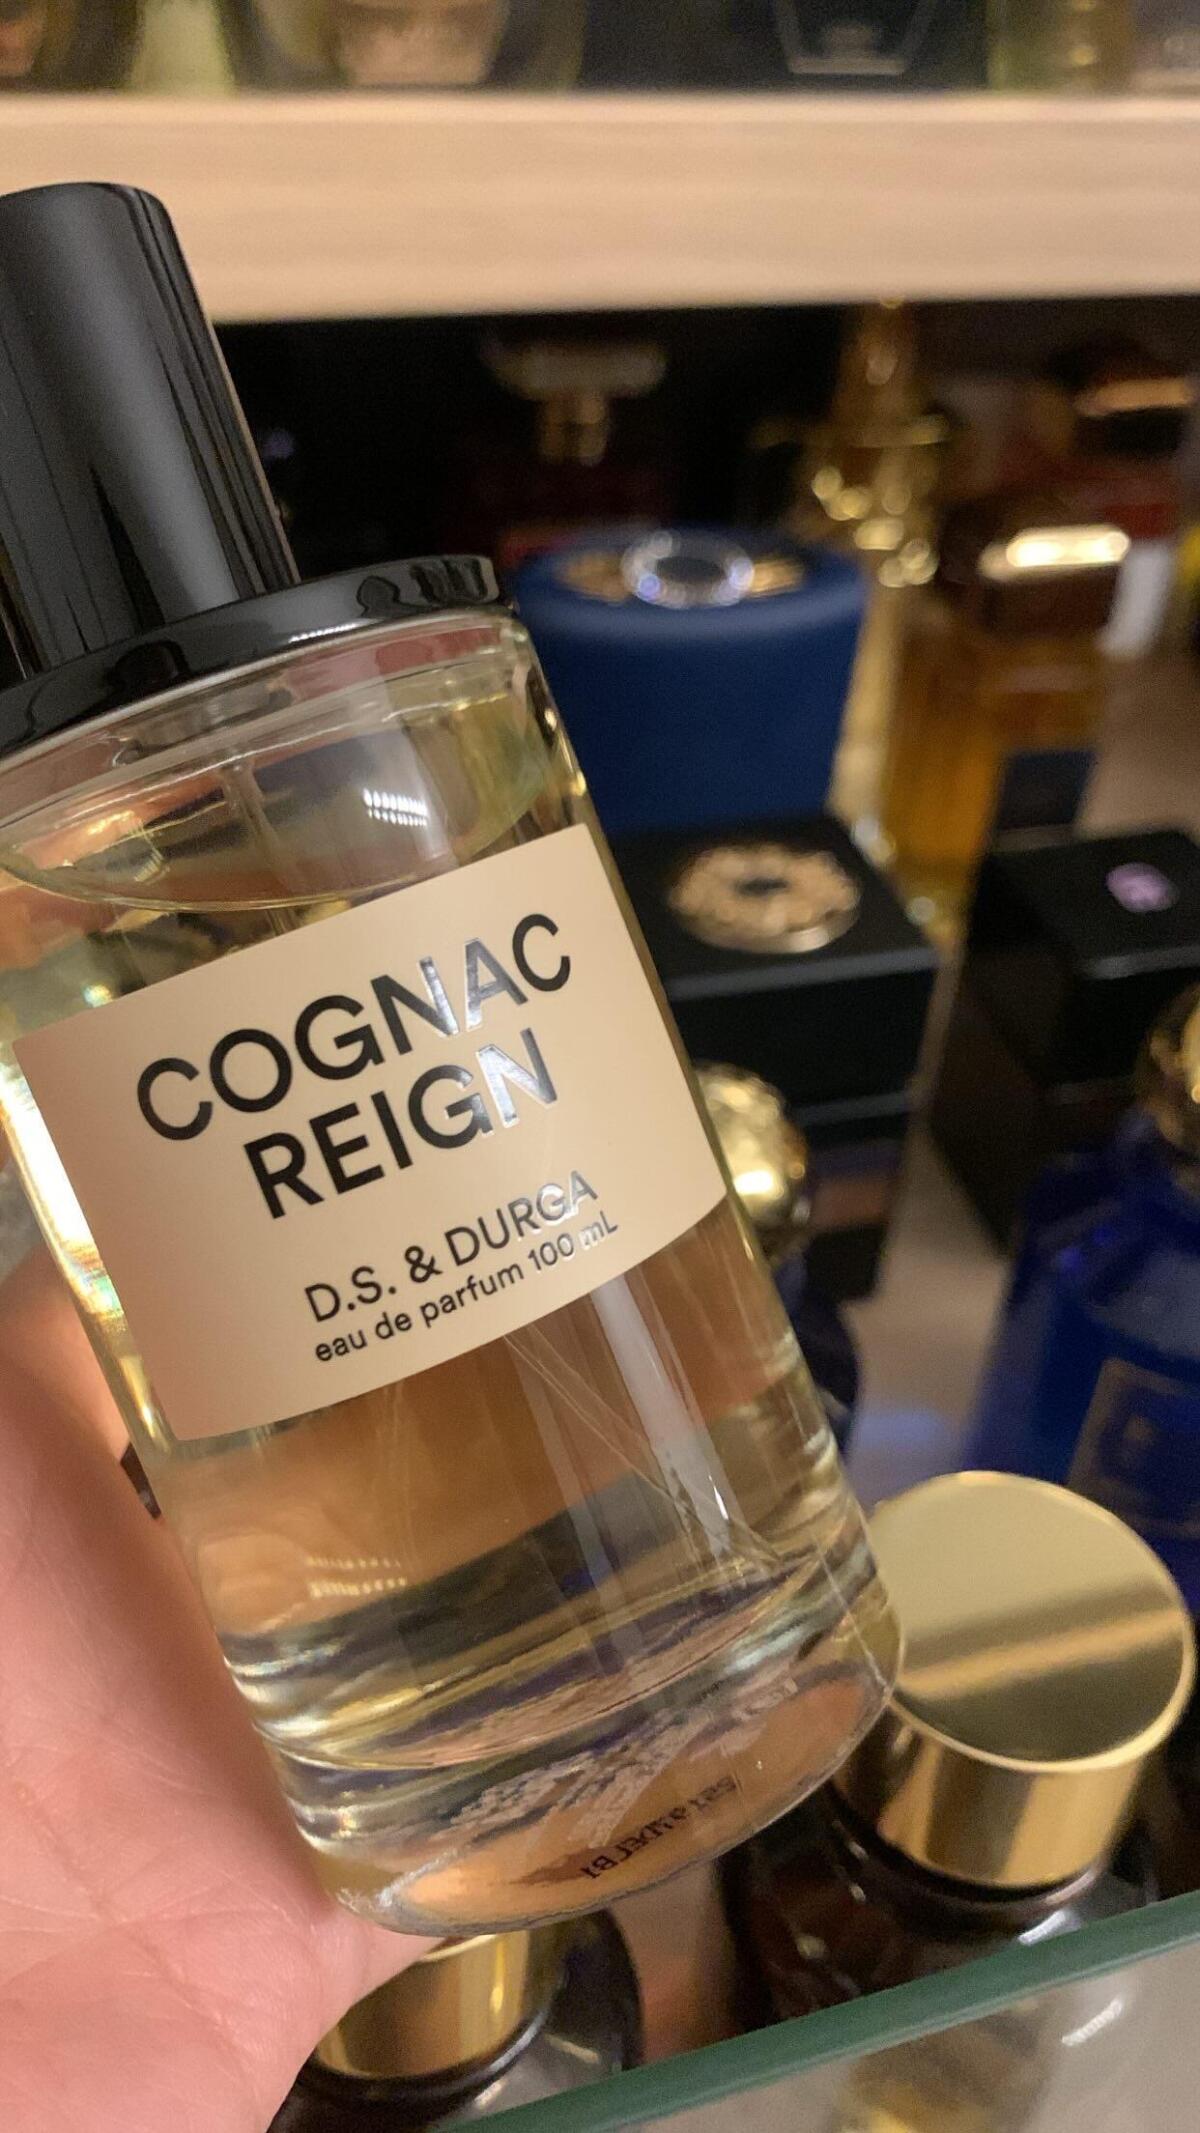 COGNAC
REIGN
D.S. & DURGA
eau de parfum 100 mL